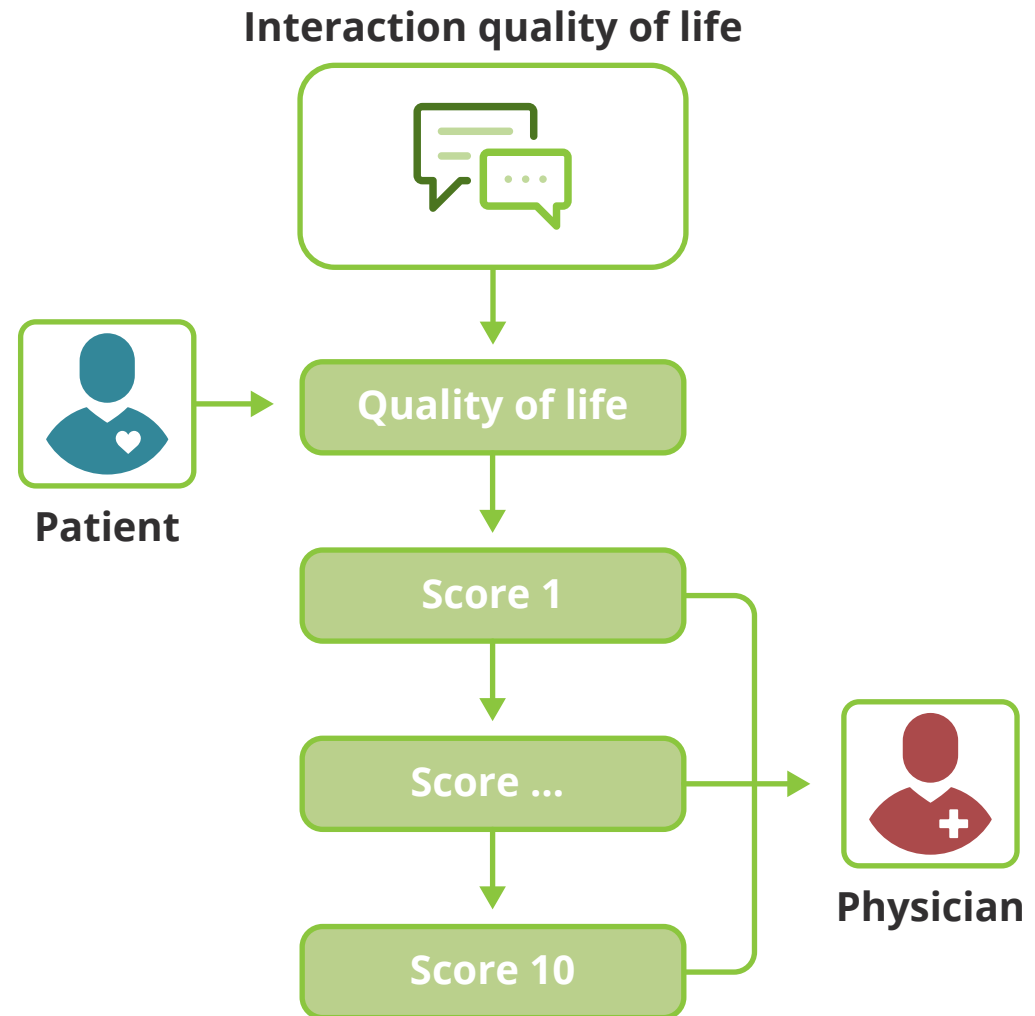 Interaction quality of life
Quality of life
Patient
Score 1
Score ...
Physician
Score 10